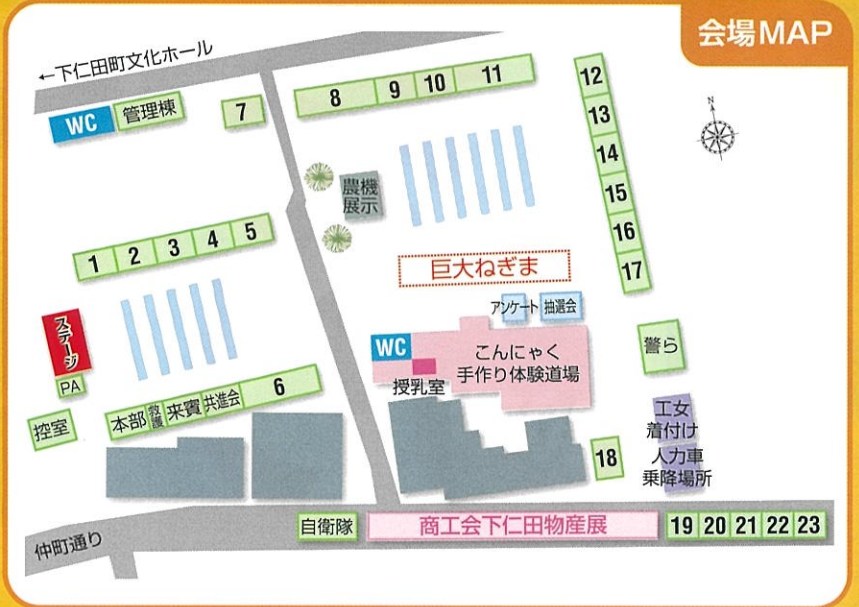 会場MAP
←下仁田町文化ホール
WC
管理棟
7
8
9
10
11
12
13
14
15
16
17
N
農機
展示
1
2
3
4
5
巨大ねぎま
アンケート
抽選会
ステージ
PA
控室
WC
授乳室
こんにゃく
手作り体験道場
警ら
本部
救護
来賓
共進会
6
工女
着付け
人力車
乗降場所
18
仲町通り
自衛隊
商工会下仁田物産展
19
20
21
22
23